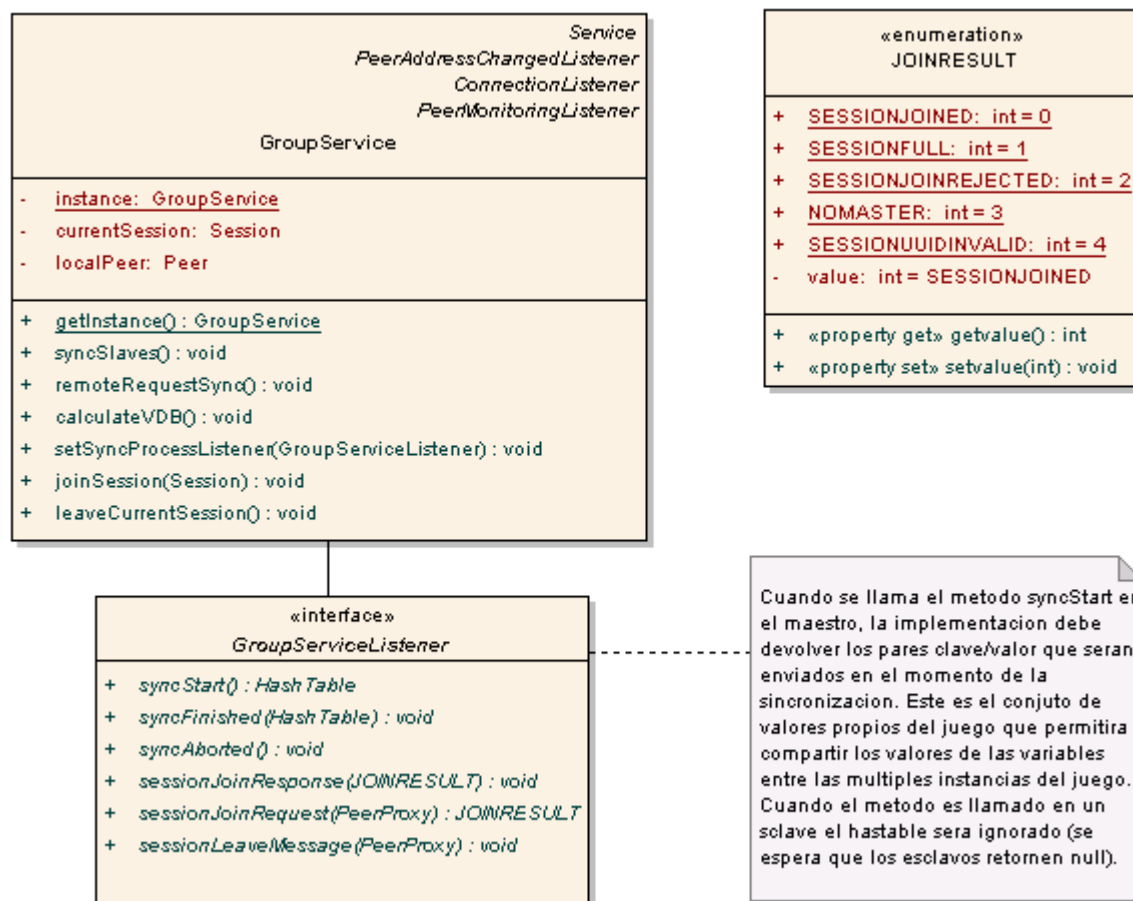 Service
PeerAddressChangedListener
ConnectionListener
PeerMonitoringListener
GroupService
- instance: GroupService
- currentSession: Session
- localPeer: Peer
+ getInstance() : GroupService
+ syncSlaves() : void
+ remoteRequestSync() : void
+ calculateVDB() : void
+ setSyncProcessListener(GroupServiceListener) : void
+ joinSession(Session) : void
+ leaveCurrentSession() : void
«enumeration»
JOINRESULT
+ SESSIONJOINED: int = 0
+ SESSIONFULL: int = 1
+ SESSIONJOINREJECTED: int = 2
+ NOMASTER: int = 3
+ SESSIONUUIDINVALID: int = 4
- value: int = SESSIONJOINED
+ «property get» getvalue() : int
+ «property set» setvalue(int) : void
«interface»
GroupServiceListener
+ syncStart() : HashTable
+ syncFinished(HashTable) : void
+ syncAborted() : void
+ sessionJoinResponse(JOINRESULT) : void
+ sessionJoinRequest(PeerProxy) : JOINRESULT
+ sessionLeaveMessage(PeerProxy) : void
Cuando se llama el metodo syncStart en
el maestro, la implementacion debe
devolver los pares clave/valor que seran
enviados en el momento de la
sincronizacion. Este es el conjuto de
valores propios del juego que permitira
compartir los valores de las variables
entre las multiples instancias del juego.
Cuando el metodo es llamado en un
sclave el hastable sera ignorado (se
espera que los esclavos retornen null).